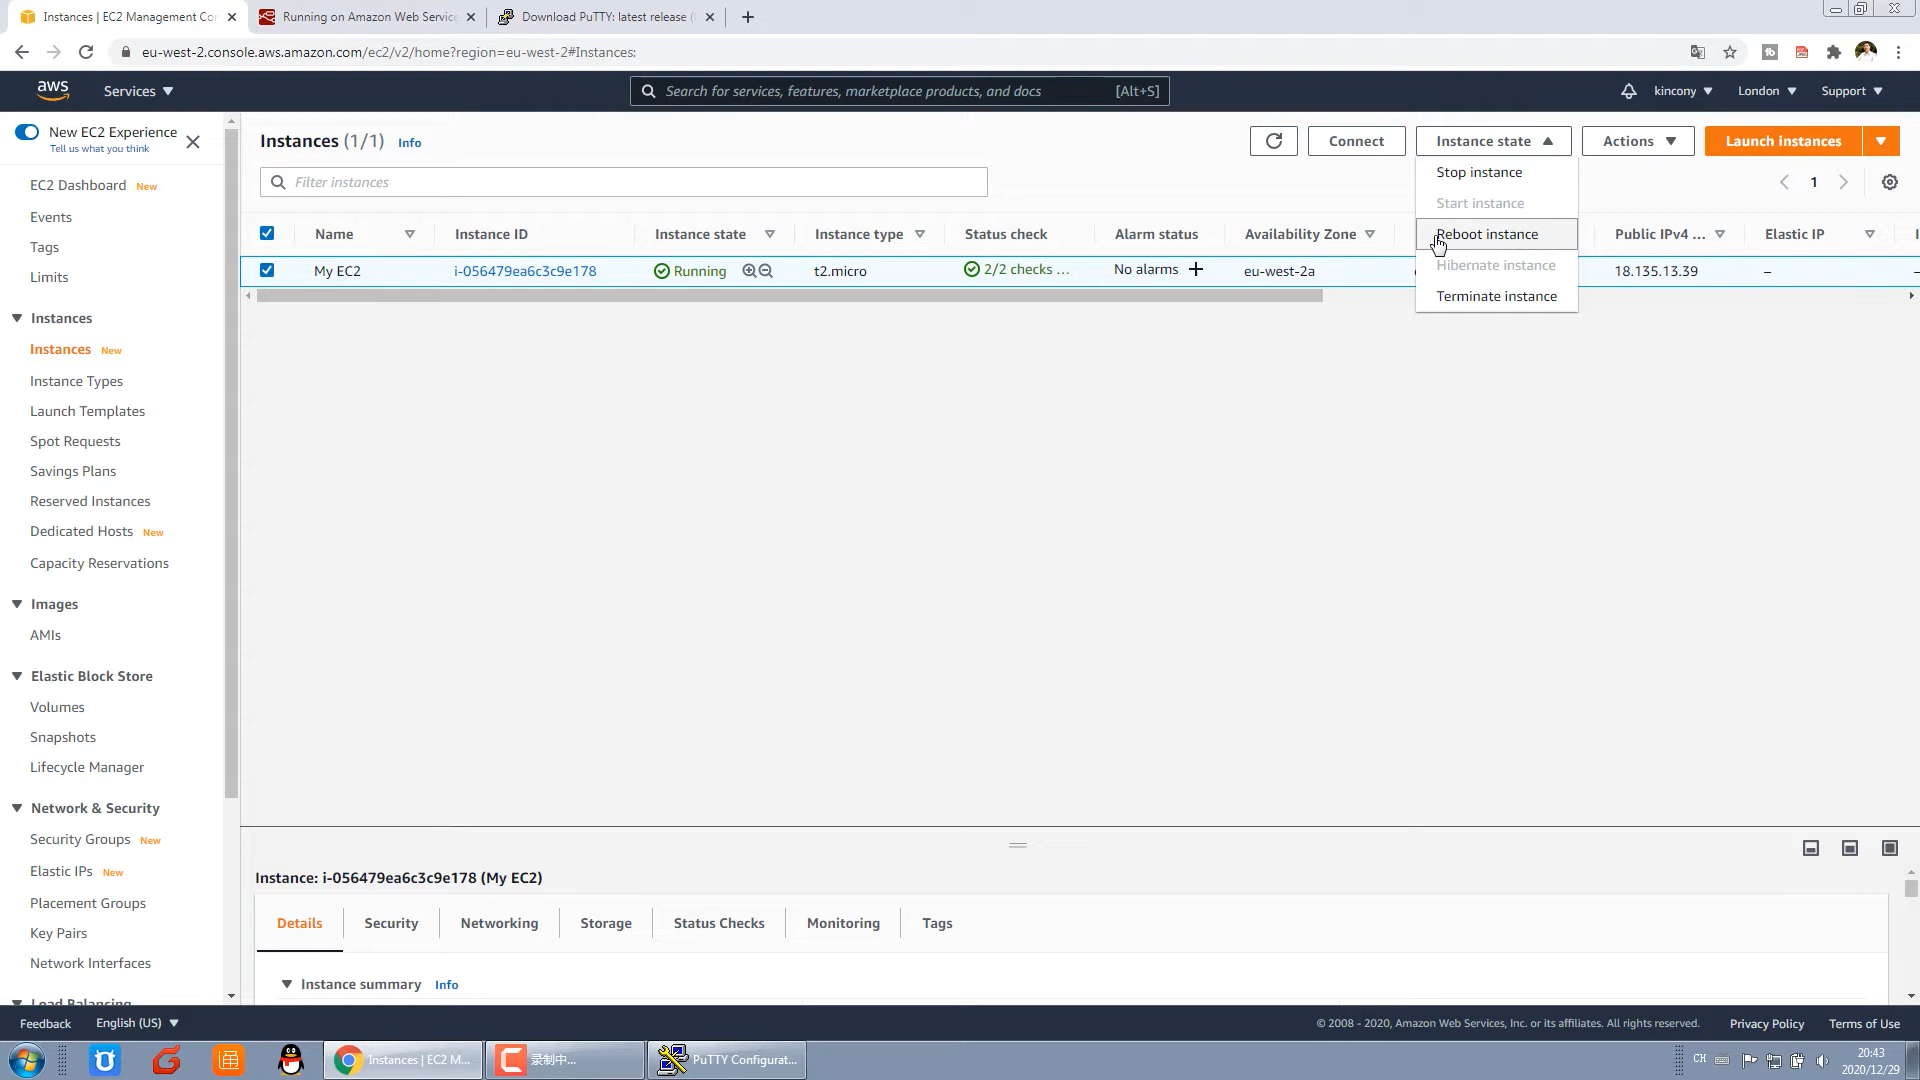 Instances | EC2 Management Con
Running on Amazon Web Service
Download PuTTY: latest release (
eu-west-2.console.aws.amazon.com/ec2/v2/home?region=eu-west-2#Instances:
aws
Services
Search for services, features, marketplace products, and docs
[Alt+S]
kincony
London
Support
New EC2 Experience
Tell us what you think
EC2 Dashboard New
Events
Tags
Limits
Instances
Instances New
Instance Types
Launch Templates
Spot Requests
Savings Plans
Reserved Instances
Dedicated Hosts New
Capacity Reservations
Images
AMIs
Elastic Block Store
Volumes
Snapshots
Lifecycle Manager
Network & Security
Security Groups New
Elastic IPs New
Placement Groups
Key Pairs
Network Interfaces
Load Balancing
Instances (1/1) Info
Connect
Instance state
Actions
Launch instances
Filter instances
1
Stop instance
Start instance
Reboot instance
Hibernate instance
Terminate instance
Name
Instance ID
Instance state
Instance type
Status check
Alarm status
Availability Zone
Public IPv4 ...
Elastic IP
My EC2
i-056479ea6c3c9e178
Running
t2.micro
2/2 checks ...
No alarms
eu-west-2a
18.135.13.39
–
Instance: i-056479ea6c3c9e178 (My EC2)
Details
Security
Networking
Storage
Status Checks
Monitoring
Tags
Instance summary Info
Feedback
English (US)
© 2008 - 2020, Amazon Web Services, Inc. or its affiliates. All rights reserved.
Privacy Policy
Terms of Use
Instances | EC2 M...
录制中...
PuTTY Configurat...
CH
20:43
2020/12/29